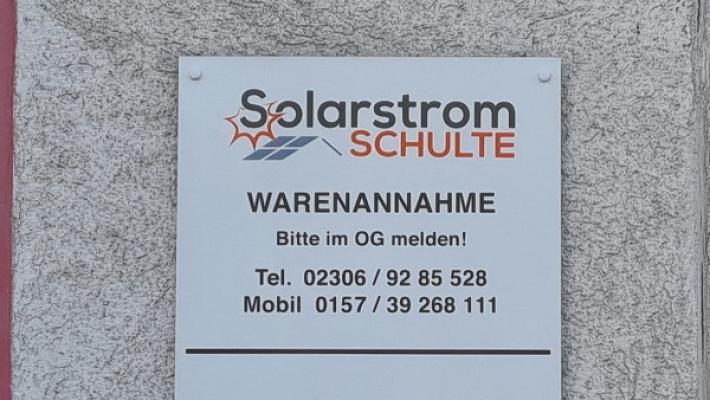 Solarstrom
SCHULTE
WARENANNAHME
Bitte im OG melden!
Tel. 02306 / 92 85 528
Mobil 0157 / 39 268 111